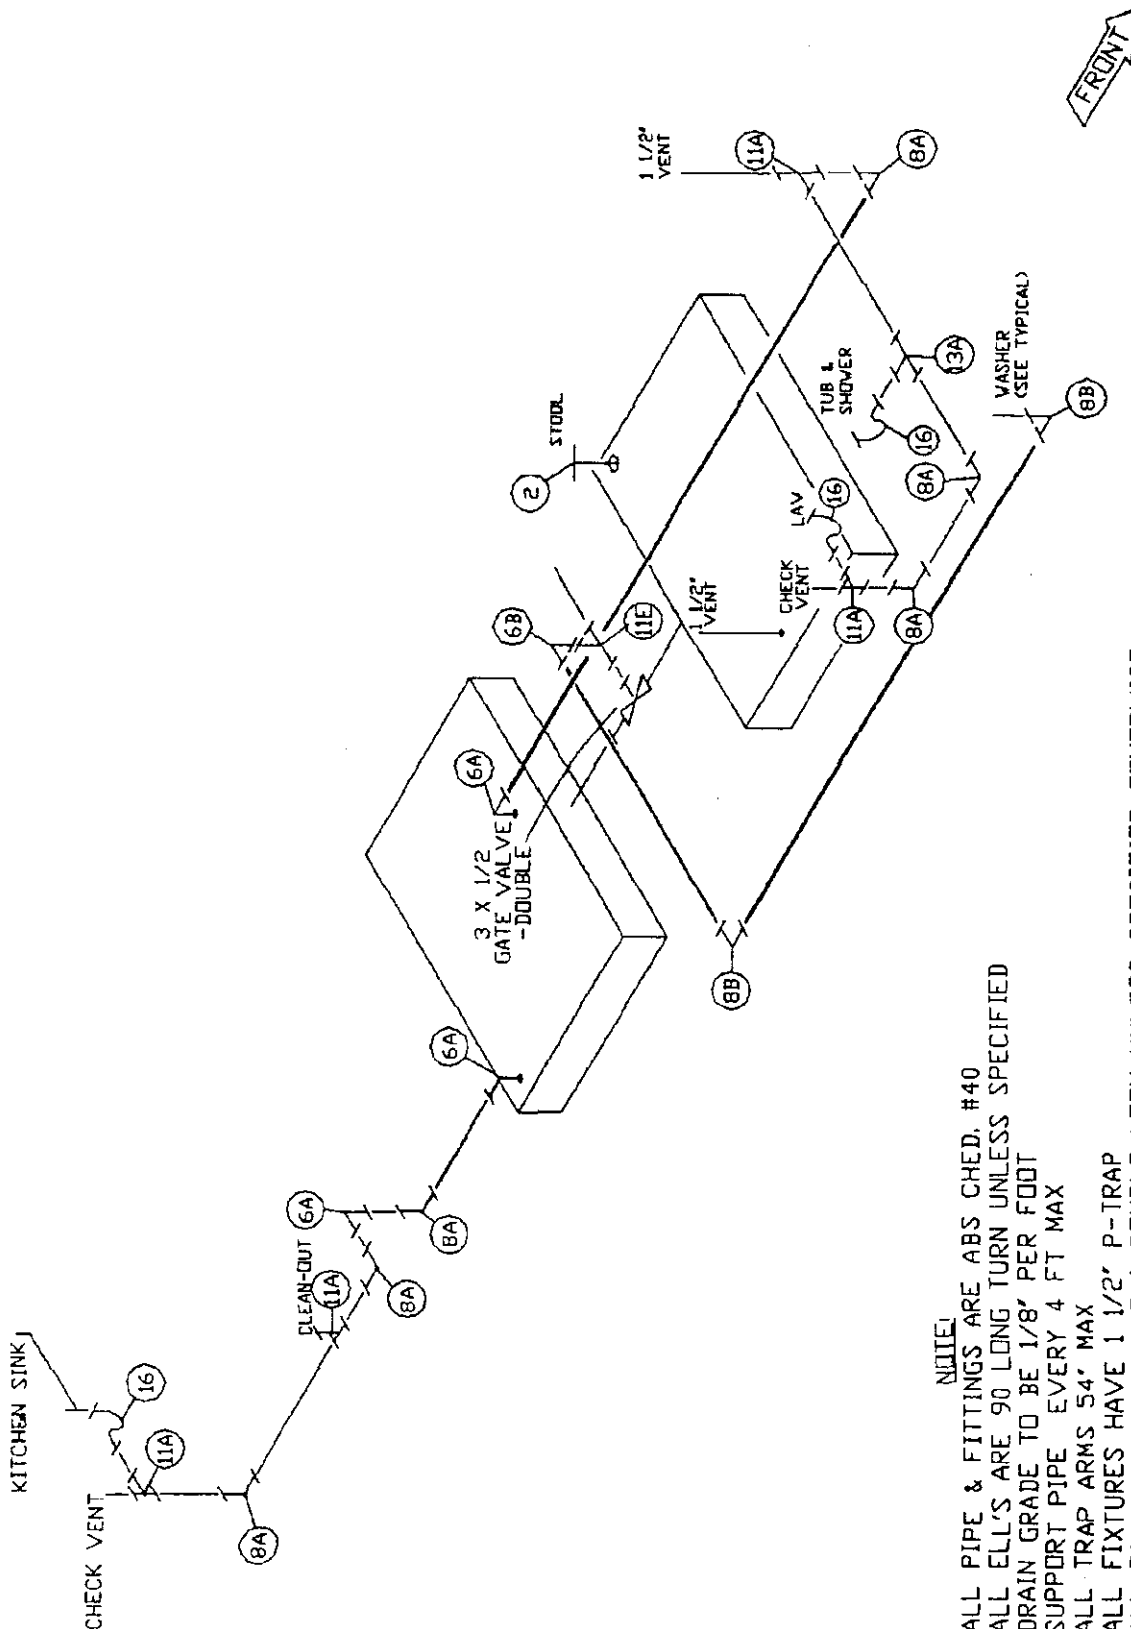 KITCHEN SINK
CHECK VENT
16
11A
8A
CLEAN-OUT
11A
6A
8A
8A
6A
3 X 1/2
GATE VALVE
-DOUBLE
6A
6B
11E
2
STOOL
1 1/2"
VENT
1 1/2"
VENT
CHECK
VENT
LAV
16
11A
8A
TUB &
SHOWER
16
13A
8A
11A
8A
WASHER
(SEE TYPICAL)
8B
8B
FRONT
NOTE:
ALL PIPE & FITTINGS ARE ABS CHED. #40
ALL ELL'S ARE 90 LONG TURN UNLESS SPECIFIED
DRAIN GRADE TO BE 1/8" PER FOOT
SUPPORT PIPE EVERY 4 FT MAX
ALL TRAP ARMS 54" MAX
ALL FIXTURES HAVE 1 1/2" P-TRAP